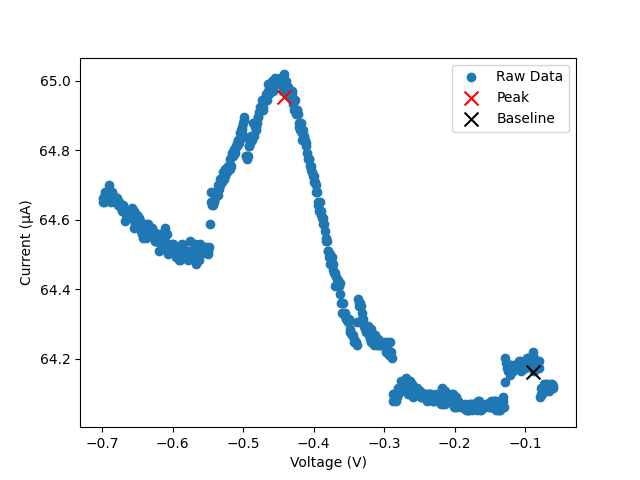 Raw Data
Peak
Baseline
65.0
64.8
64.6
64.4
64.2
Current (μA)
−0.7 −0.6 −0.5 −0.4 −0.3 −0.2 −0.1
Voltage (V)